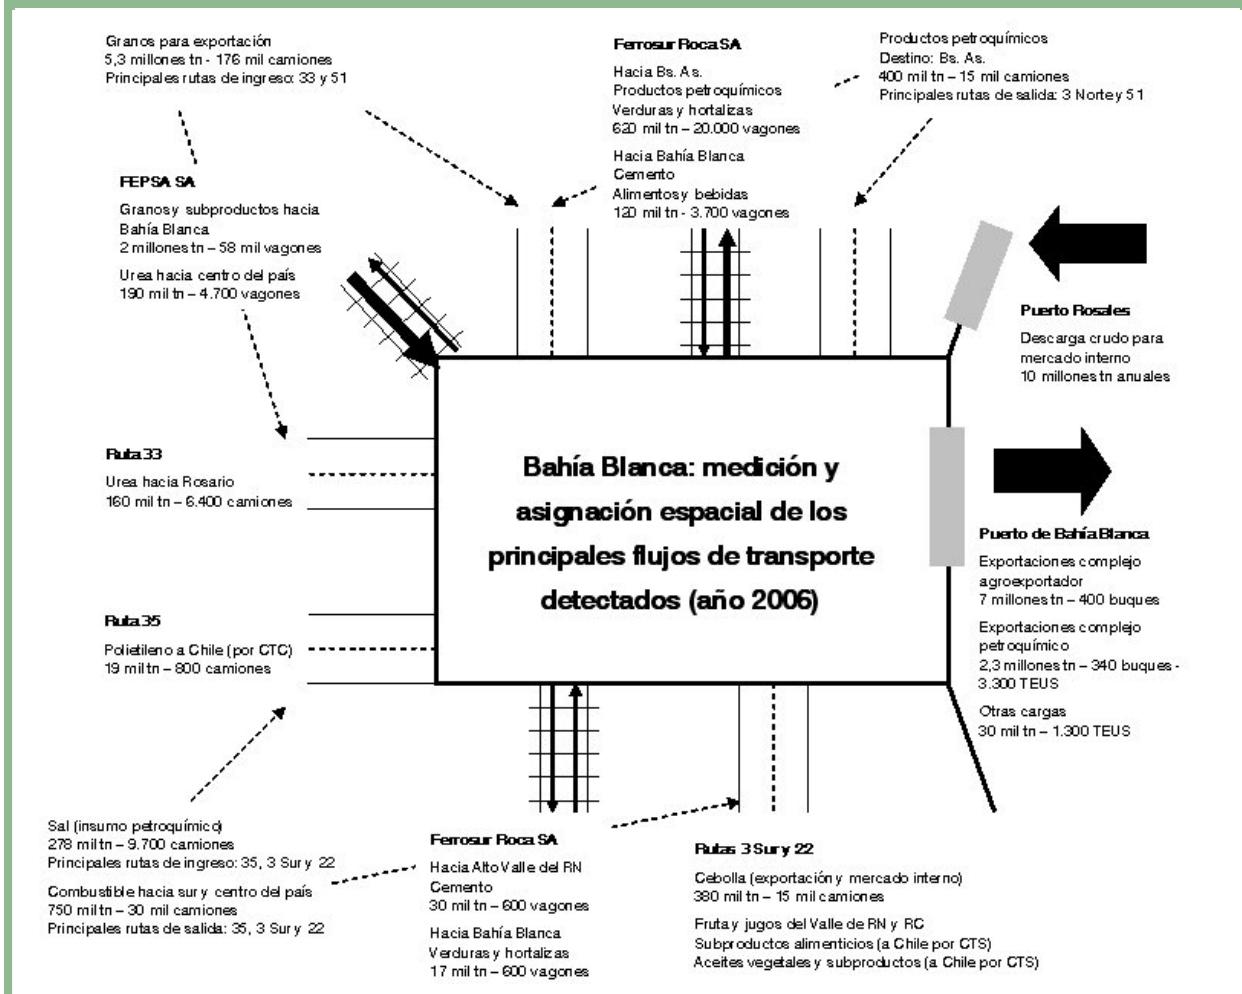 Granos para exportación
5,3 millones tn - 176 mil camiones
Principales rutas de ingreso: 33 y 51
FEPSA SA
Granos y subproductos hacia
Bahía Blanca
2 millones tn – 58 mil vagones
Urea hacia centro del país
190 mil tn – 4.700 vagones
Ferrosur Roca SA
Hacia Bs. As.
Productos petroquímicos
Verduras y hortalizas
620 mil tn – 20.000 vagones
Hacia Bahía Blanca
Cemento
Alimentos y bebidas
120 mil tn - 3.700 vagones
Productos petroquímicos
Destino: Bs. As.
400 mil tn – 15 mil camiones
Principales rutas de salida: 3 Norte y 51
Puerto Rosales
Descarga crudo para
mercado interno
10 millones tn anuales
Ruta 33
Urea hacia Rosario
160 mil tn – 6.400 camiones
Bahía Blanca: medición y
asignación espacial de los
principales flujos de transporte
detectados (año 2006)
Puerto de Bahía Blanca
Exportaciones complejo
agroexportador
7 millones tn – 400 buques
Exportaciones complejo
petroquímico
2,3 millones tn – 340 buques -
3.300 TEUS
Otras cargas
30 mil tn – 1.300 TEUS
Ruta 35
Polietileno a Chile (por CTC)
19 mil tn – 800 camiones
Sal (insumo petroquímico)
278 mil tn – 9.700 camiones
Principales rutas de ingreso: 35, 3 Sur y 22
Combustible hacia sur y centro del país
750 mil tn – 30 mil camiones
Principales rutas de salida: 35, 3 Sur y 22
Ferrosur Roca SA
Hacia Alto Valle del RN
Cemento
30 mil tn – 600 vagones
Hacia Bahía Blanca
Verduras y hortalizas
17 mil tn – 600 vagones
Rutas 3 Sur y 22
Cebolla (exportación y mercado interno)
380 mil tn – 15 mil camiones
Fruta y jugos del Valle de RN y RC
Subproductos alimenticios (a Chile por CTS)
Aceites vegetales y subproductos (a Chile por CTS)